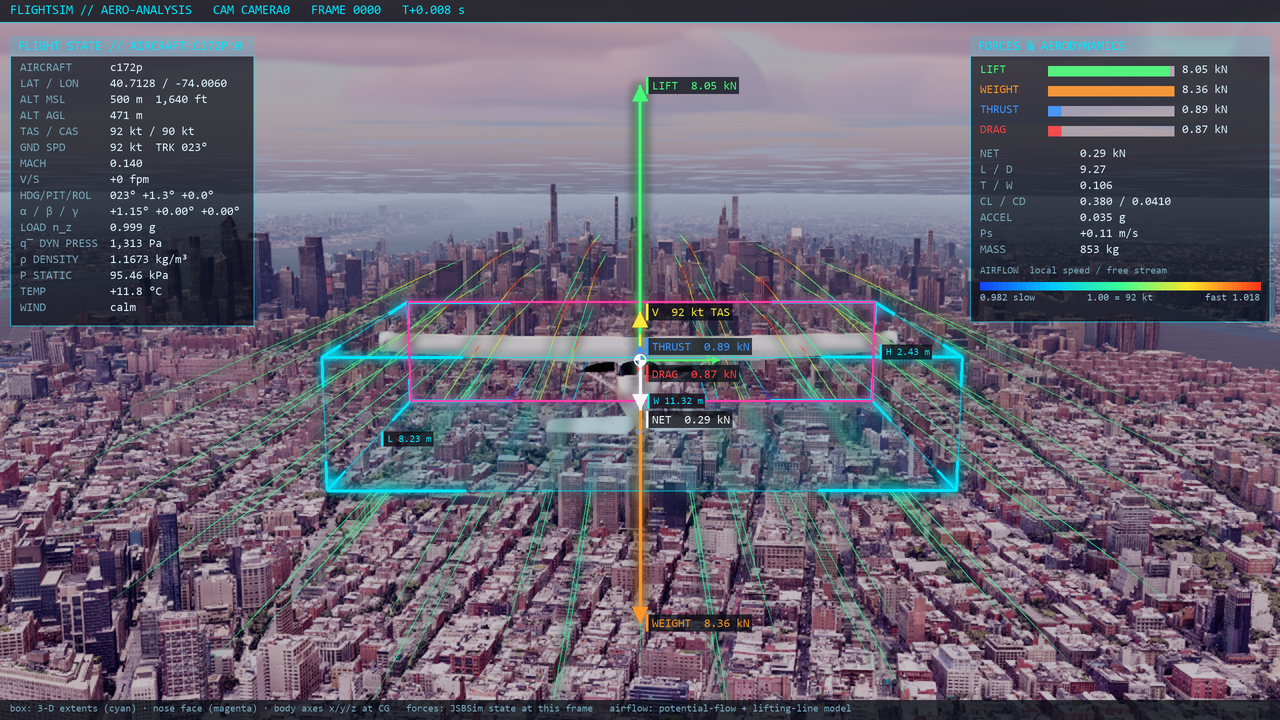 FLIGHTSIM // AERO-ANALYSIS CAM CAMERA0 FRAME 0000 T+0.008 s
FLIGHT STATE // AIRCRAFT:C172P:0
AIRCRAFT c172p
LAT / LON 40.7128 / -74.0060
ALT MSL 500 m 1,640 ft
ALT AGL 471 m
TAS / CAS 92 kt / 90 kt
GND SPD 92 kt TRK 023°
MACH 0.140
V/S +0 fpm
HDG/PIT/ROL 023° +1.3° +0.0°
α / β / γ +1.15° +0.00° +0.00°
LOAD n_z 0.999 g
q̅ DYN PRESS 1,313 Pa
ρ DENSITY 1.1673 kg/m³
P STATIC 95.46 kPa
TEMP +11.8 °C
WIND calm
FORCES & AERODYNAMICS
LIFT 8.05 kN
WEIGHT 8.36 kN
THRUST 0.89 kN
DRAG 0.87 kN
NET 0.29 kN
L / D 9.27
T / W 0.106
CL / CD 0.380 / 0.0410
ACCEL 0.035 g
Ps +0.11 m/s
MASS 853 kg
AIRFLOW local speed / free stream
0.982 slow 1.00 = 92 kt fast 1.018
LIFT 8.05 kN
V 92 kt TAS
THRUST 0.89 kN
H 2.43 m
DRAG 0.87 kN
W 11.32 m
NET 0.29 kN
L 8.23 m
WEIGHT 8.36 kN
box: 3-D extents (cyan) · nose face (magenta) · body axes x/y/z at CG forces: JSBSim state at this frame airflow: potential-flow + lifting-line model